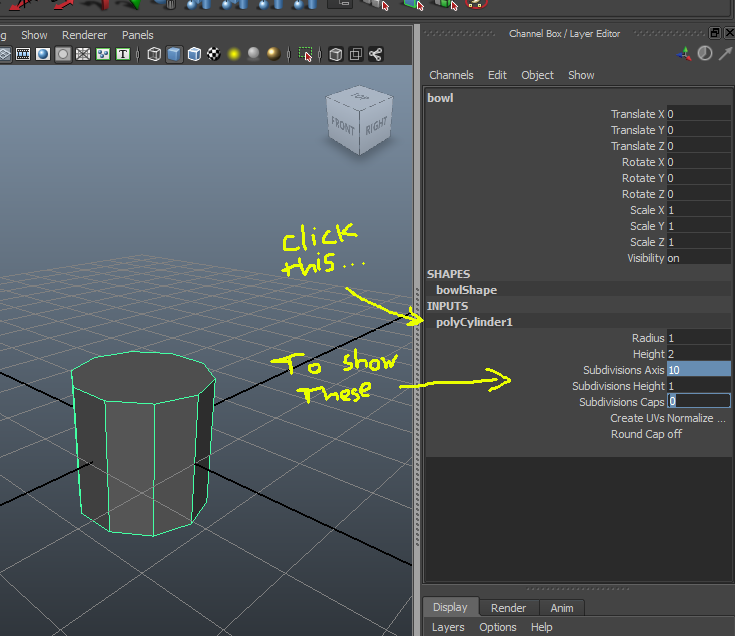 g Show Renderer Panels
T
Channel Box / Layer Editor
Channels Edit Object Show
TOP
FRONT RIGHT
bowl
Translate X 0
Translate Y 0
Translate Z 0
Rotate X 0
Rotate Y 0
Rotate Z 0
Scale X 1
Scale Y 1
Scale Z 1
Visibility on
click
this...
SHAPES
bowlShape
INPUTS
polyCylinder1
Radius 1
Height 2
Subdivisions Axis 10
Subdivisions Height 1
Subdivisions Caps 0
Create UVs Normalize ...
Round Cap off
To show
These
Display Render Anim
Layers Options Help